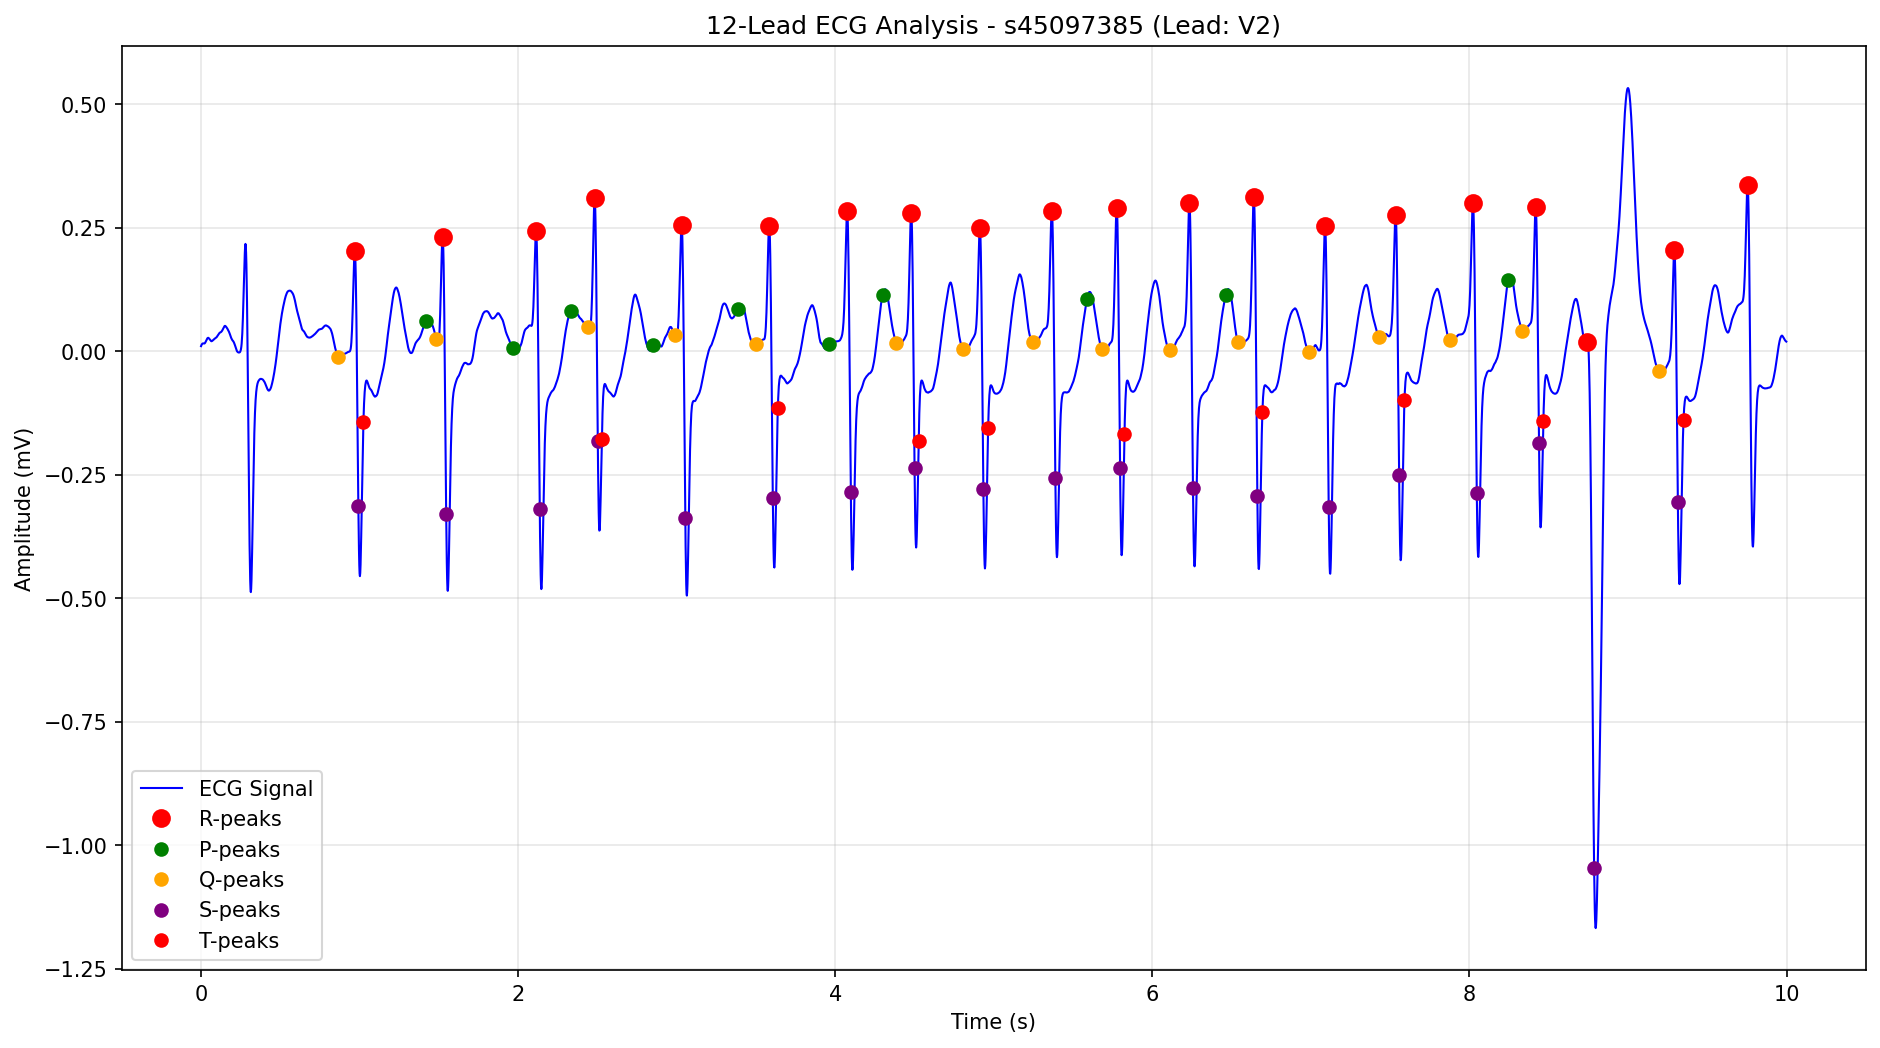 12-Lead ECG Analysis - s45097385 (Lead: V2)
0.50
0.25
0.00
−0.25
−0.50
−0.75
−1.00
−1.25
Amplitude (mV)
ECG Signal
R-peaks
P-peaks
Q-peaks
S-peaks
T-peaks
0 2 4 6 8 10
Time (s)